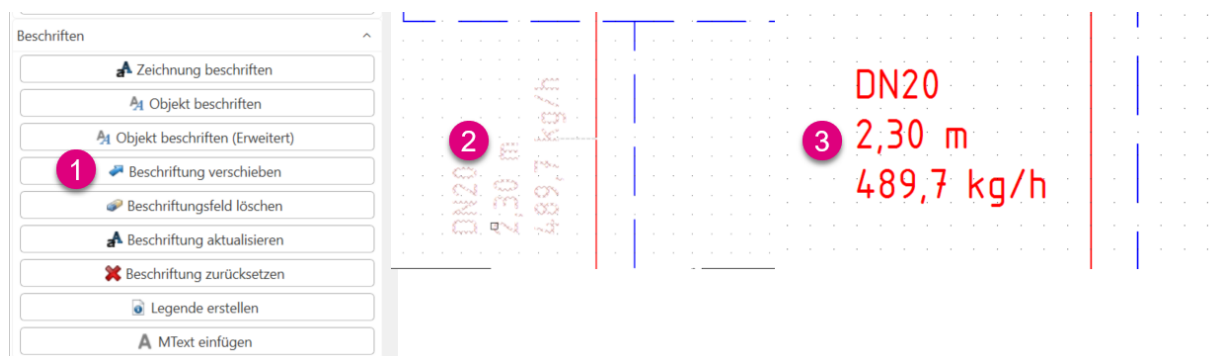 Beschriften
Zeichnung beschriften
Objekt beschriften
Objekt beschriften (Erweitert)
1
Beschriftung verschieben
Beschriftungsfeld löschen
Beschriftung aktualisieren
Beschriftung zurücksetzen
Legende erstellen
MText einfügen
2
DN20
2,30 m
489,7 kg/h
3
DN20
2,30 m
489,7 kg/h